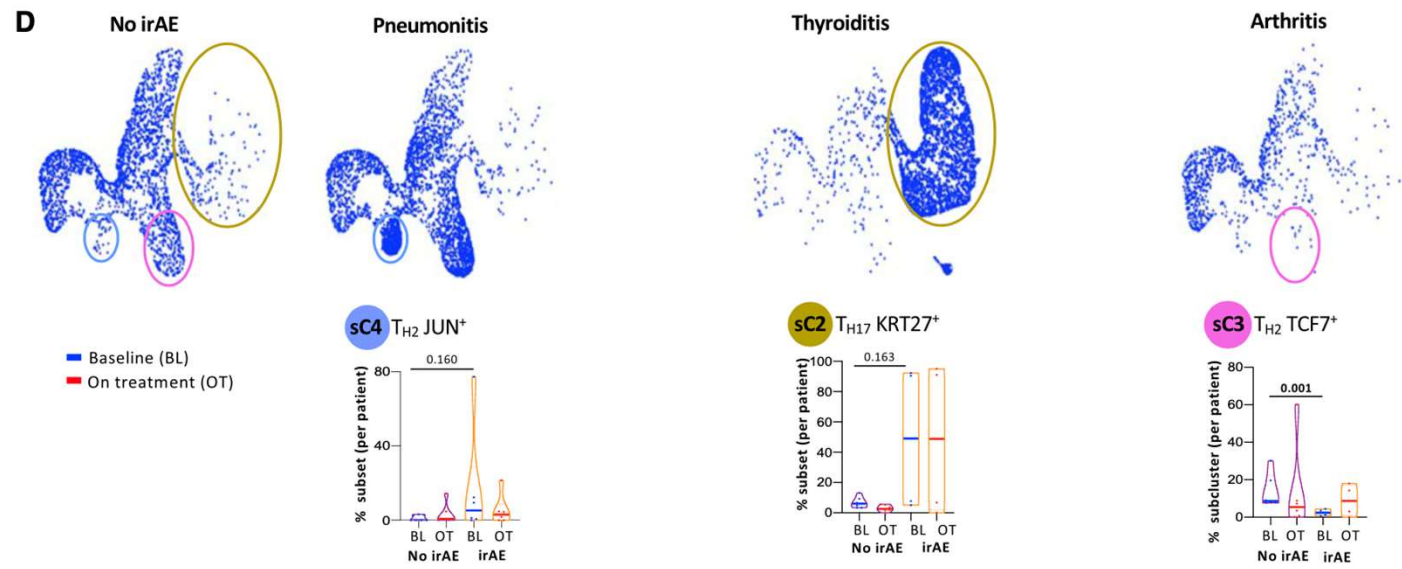 D
No irAE
Pneumonitis
Thyroiditis
Arthritis
Baseline (BL)
On treatment (OT)
sC4 TH2 JUN+
0.160
% subset (per patient)
80
40
0
BL OT BL OT
No irAE irAE
sC2 TH17 KRT27+
0.163
% subset (per patient)
100
80
60
40
20
0
BL OT BL OT
No irAE irAE
sC3 TH2 TCF7+
0.001
% subcluster (per patient)
80
60
40
20
0
BL OT BL OT
No irAE irAE